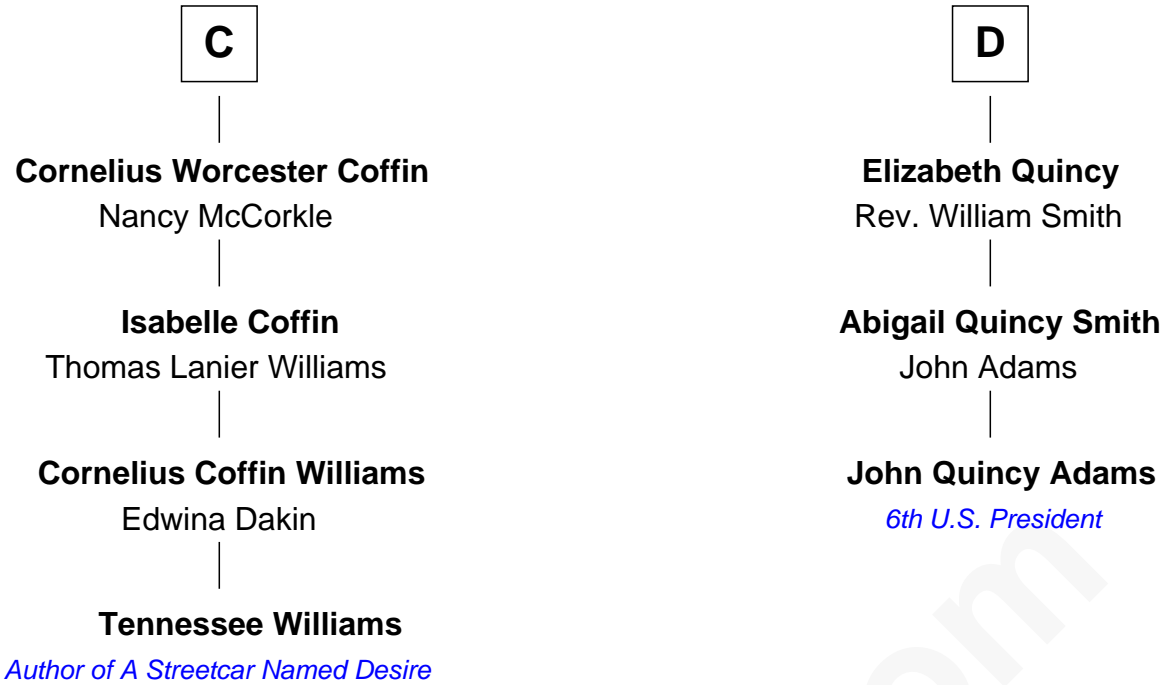 C
Cornelius Worcester Coffin
Nancy McCorkle
Isabelle Coffin
Thomas Lanier Williams
Cornelius Coffin Williams
Edwina Dakin
Tennessee Williams
Author of A Streetcar Named Desire
D
Elizabeth Quincy
Rev. William Smith
Abigail Quincy Smith
John Adams
John Quincy Adams
6th U.S. President
om